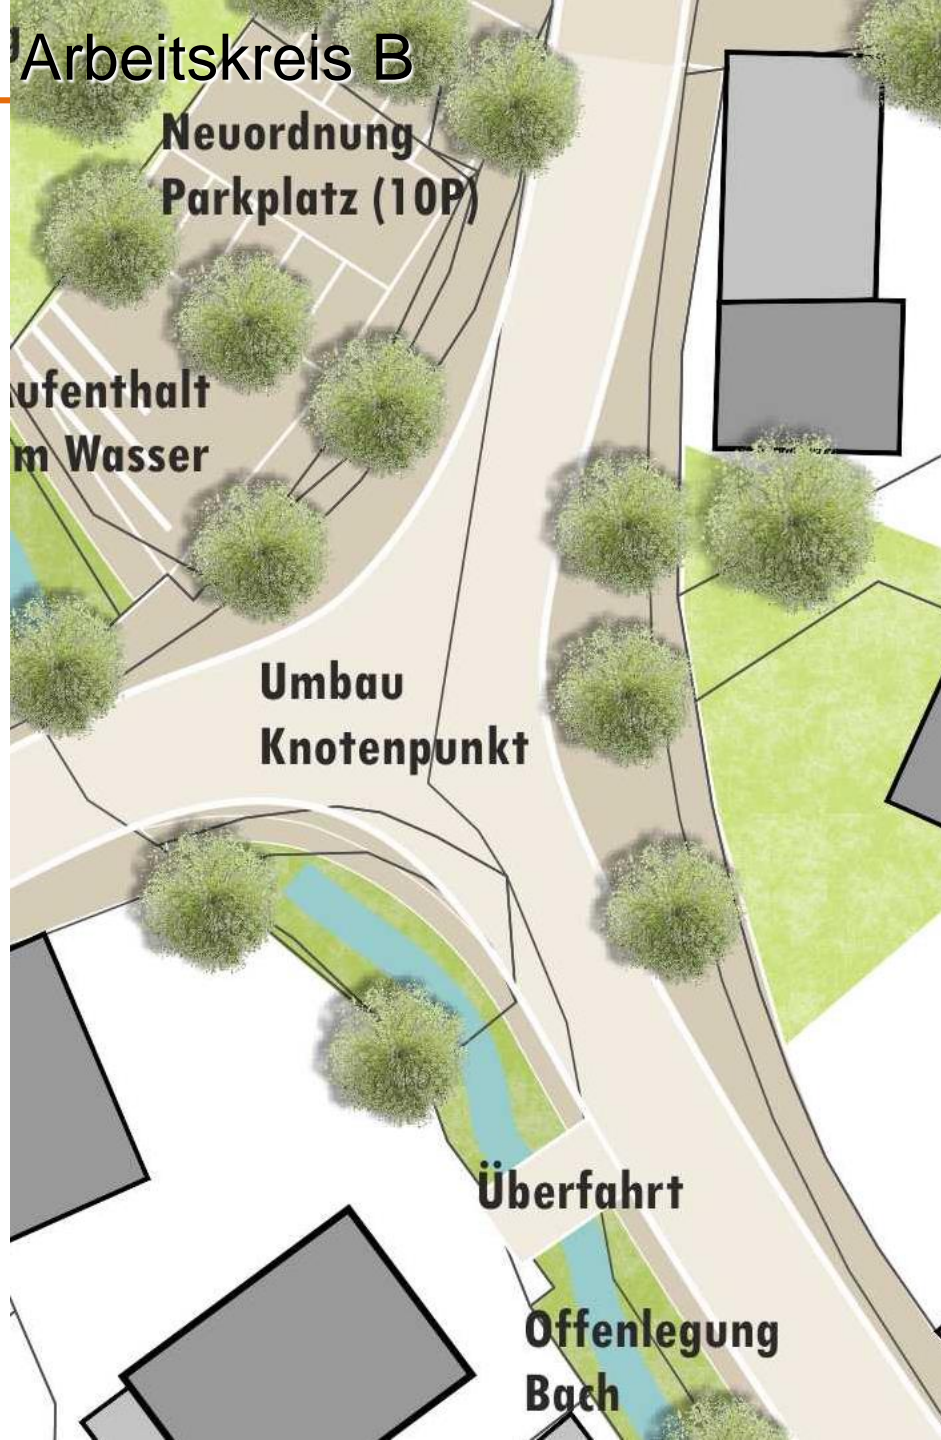 Arbeitskreis B
Neuordnung
Parkplatz (10P)
ufenthalt
m Wasser
Umbau
Knotenpunkt
Überfahrt
Offenlegung
Bach